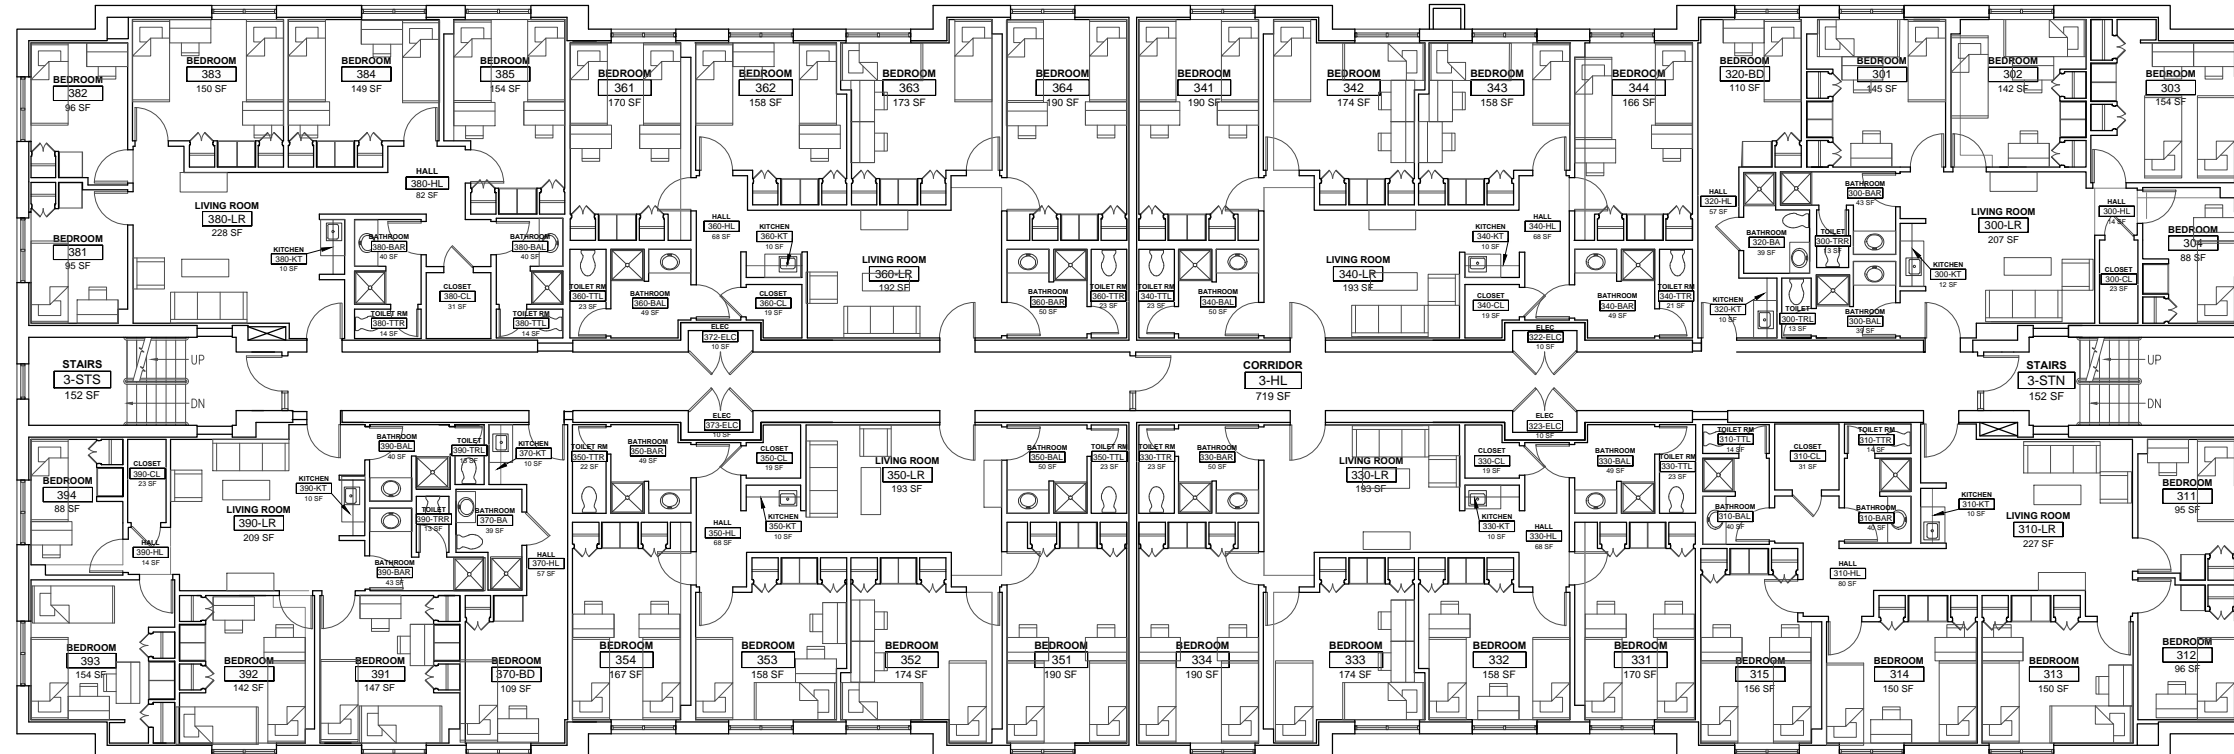 BEDROOM
382
96 SF
BEDROOM
383
150 SF
BEDROOM
384
149 SF
BEDROOM
385
154 SF
BEDROOM
361
170 SF
BEDROOM
362
158 SF
BEDROOM
363
173 SF
BEDROOM
364
190 SF
BEDROOM
341
190 SF
BEDROOM
342
174 SF
BEDROOM
343
158 SF
BEDROOM
344
166 SF
BEDROOM
320-BD
110 SF
BEDROOM
301
145 SF
BEDROOM
302
142 SF
BEDROOM
303
154 SF
BEDROOM
381
95 SF
LIVING ROOM
380-LR
228 SF
HALL
380-HL
82 SF
KITCHEN
380-KT
10 SF
BATHROOM
380-BAR
40 SF
BATHROOM
380-BAL
40 SF
CLOSET
380-CL
31 SF
TOILET RM
380-TTR
14 SF
TOILET RM
380-TTL
14 SF
TOILET RM
360-TTL
23 SF
BATHROOM
360-BAL
49 SF
HALL
360-HL
68 SF
KITCHEN
360-KT
10 SF
CLOSET
360-CL
19 SF
LIVING ROOM
360-LR
192 SF
BATHROOM
360-BAR
50 SF
TOILET RM
360-TTR
23 SF
TOILET RM
340-TTL
23 SF
BATHROOM
340-BAL
50 SF
LIVING ROOM
340-LR
193 SF
KITCHEN
340-KT
10 SF
HALL
340-HL
68 SF
CLOSET
340-CL
19 SF
BATHROOM
340-BAR
49 SF
TOILET RM
340-TTR
21 SF
HALL
320-HL
57 SF
BATHROOM
320-BA
39 SF
KITCHEN
320-KT
10 SF
BATHROOM
300-BAR
43 SF
TOILET
300-TRR
13 SF
TOILET
300-TRL
13 SF
BATHROOM
300-BAL
39 SF
LIVING ROOM
300-LR
207 SF
KITCHEN
300-KT
12 SF
HALL
300-HL
14 SF
CLOSET
300-CL
23 SF
BEDROOM
304
88 SF
STAIRS
3-STS
152 SF
UP
DN
ELEC
372-ELC
10 SF
ELEC
373-ELC
10 SF
CORRIDOR
3-HL
719 SF
ELEC
322-ELC
10 SF
ELEC
323-ELC
10 SF
STAIRS
3-STN
152 SF
UP
DN
BEDROOM
394
88 SF
CLOSET
390-CL
23 SF
HALL
390-HL
14 SF
LIVING ROOM
390-LR
209 SF
KITCHEN
390-KT
10 SF
BATHROOM
390-BAL
40 SF
TOILET
390-TRL
13 SF
TOILET
390-TRR
13 SF
BATHROOM
390-BAR
43 SF
KITCHEN
370-KT
10 SF
BATHROOM
370-BA
39 SF
HALL
370-HL
57 SF
TOILET RM
350-TTR
22 SF
BATHROOM
350-BAR
49 SF
CLOSET
350-CL
19 SF
KITCHEN
350-KT
10 SF
HALL
350-HL
68 SF
LIVING ROOM
350-LR
193 SF
BATHROOM
350-BAL
50 SF
TOILET RM
350-TTL
23 SF
TOILET RM
330-TTR
23 SF
BATHROOM
330-BAR
50 SF
LIVING ROOM
330-LR
193 SF
CLOSET
330-CL
19 SF
KITCHEN
330-KT
10 SF
HALL
330-HL
68 SF
BATHROOM
330-BAL
49 SF
TOILET RM
330-TTL
23 SF
TOILET RM
310-TTL
14 SF
CLOSET
310-CL
31 SF
TOILET RM
310-TTR
14 SF
BATHROOM
310-BAL
40 SF
BATHROOM
310-BAR
40 SF
HALL
310-HL
80 SF
KITCHEN
310-KT
10 SF
LIVING ROOM
310-LR
227 SF
BEDROOM
311
95 SF
BEDROOM
393
154 SF
BEDROOM
392
142 SF
BEDROOM
391
147 SF
BEDROOM
370-BD
109 SF
BEDROOM
354
167 SF
BEDROOM
353
158 SF
BEDROOM
352
174 SF
BEDROOM
351
190 SF
BEDROOM
334
190 SF
BEDROOM
333
174 SF
BEDROOM
332
158 SF
BEDROOM
331
170 SF
BEDROOM
315
156 SF
BEDROOM
314
150 SF
BEDROOM
313
150 SF
BEDROOM
312
96 SF